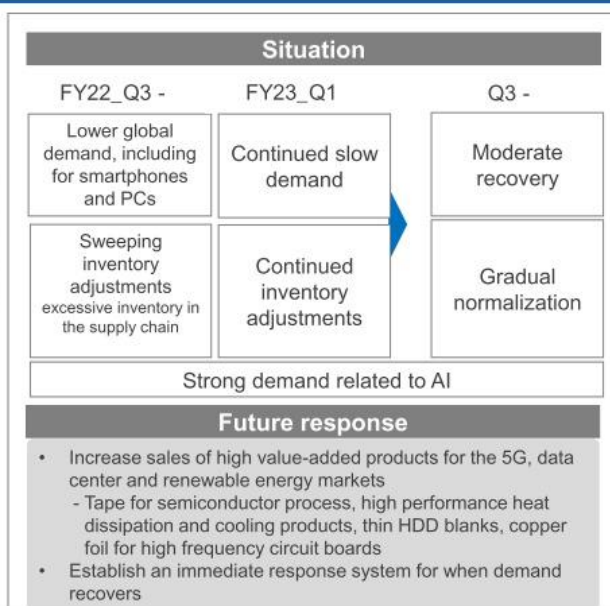 Situation
FY22_Q3 -
FY23_Q1
Q3 -
Lower global
demand, including
for smartphones
and PCs
Continued slow
demand
Moderate
recovery
Sweeping
inventory
adjustments
excessive inventory in
the supply chain
Continued
inventory
adjustments
Gradual
normalization
Strong demand related to AI
Future response
• Increase sales of high value-added products for the 5G, data
center and renewable energy markets
- Tape for semiconductor process, high performance heat
dissipation and cooling products, thin HDD blanks, copper
foil for high frequency circuit boards
• Establish an immediate response system for when demand
recovers